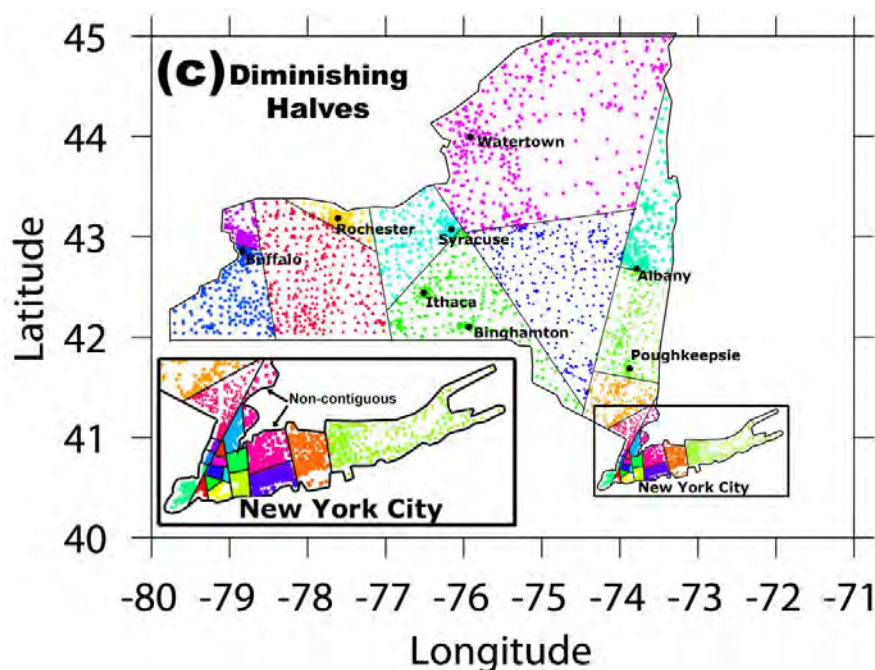 (c) Diminishing
Halves
Latitude
45
44
43
42
41
40
Watertown
Rochester
Syracuse
Buffalo
Albany
Ithaca
Binghamton
Poughkeepsie
Non-contiguous
New York City
New York City
-80 -79 -78 -77 -76 -75 -74 -73 -72 -71
Longitude